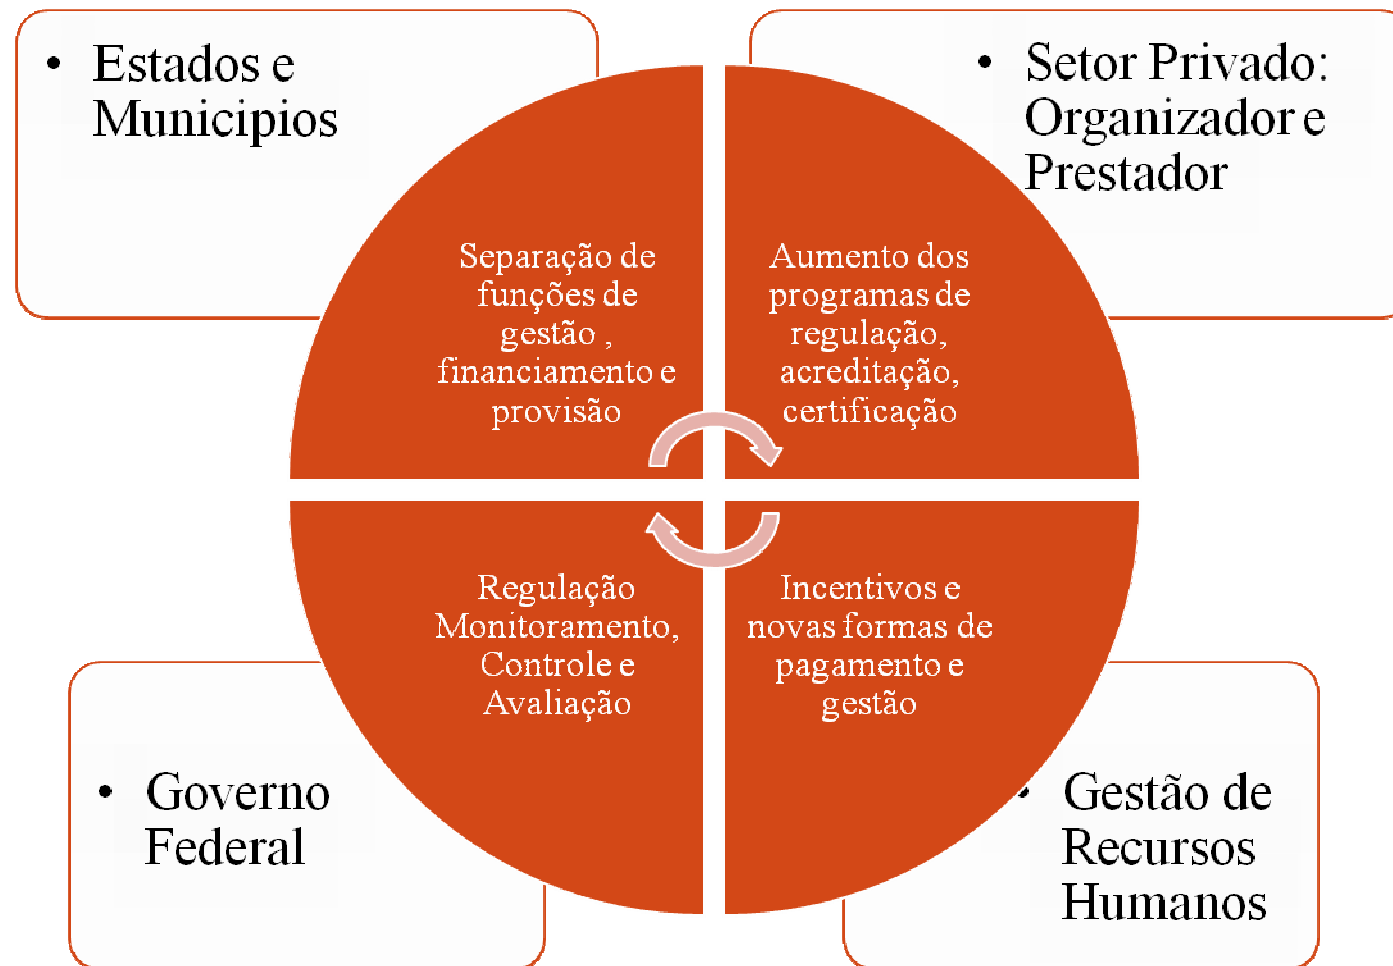 • Estados e
Municipios
• Setor Privado:
Organizador e
Prestador
Separação de
funções de
gestão ,
financiamento e
provisão
Aumento dos
programas de
regulação,
acreditação,
certificação
Regulação
Monitoramento,
Controle e
Avaliação
Incentivos e
novas formas de
pagamento e
gestão
• Governo
Federal
• Gestão de
Recursos
Humanos